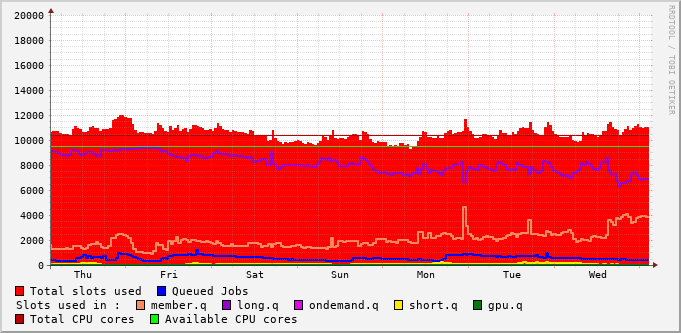 20000
18000
16000
14000
12000
10000
8000
6000
4000
2000
0
Thu Fri Sat Sun Mon Tue Wed
RRDTOOL / TOBI OETIKER
Total slots used Queued Jobs
Slots used in : member.q long.q ondemand.q short.q gpu.q
Total CPU cores Available CPU cores